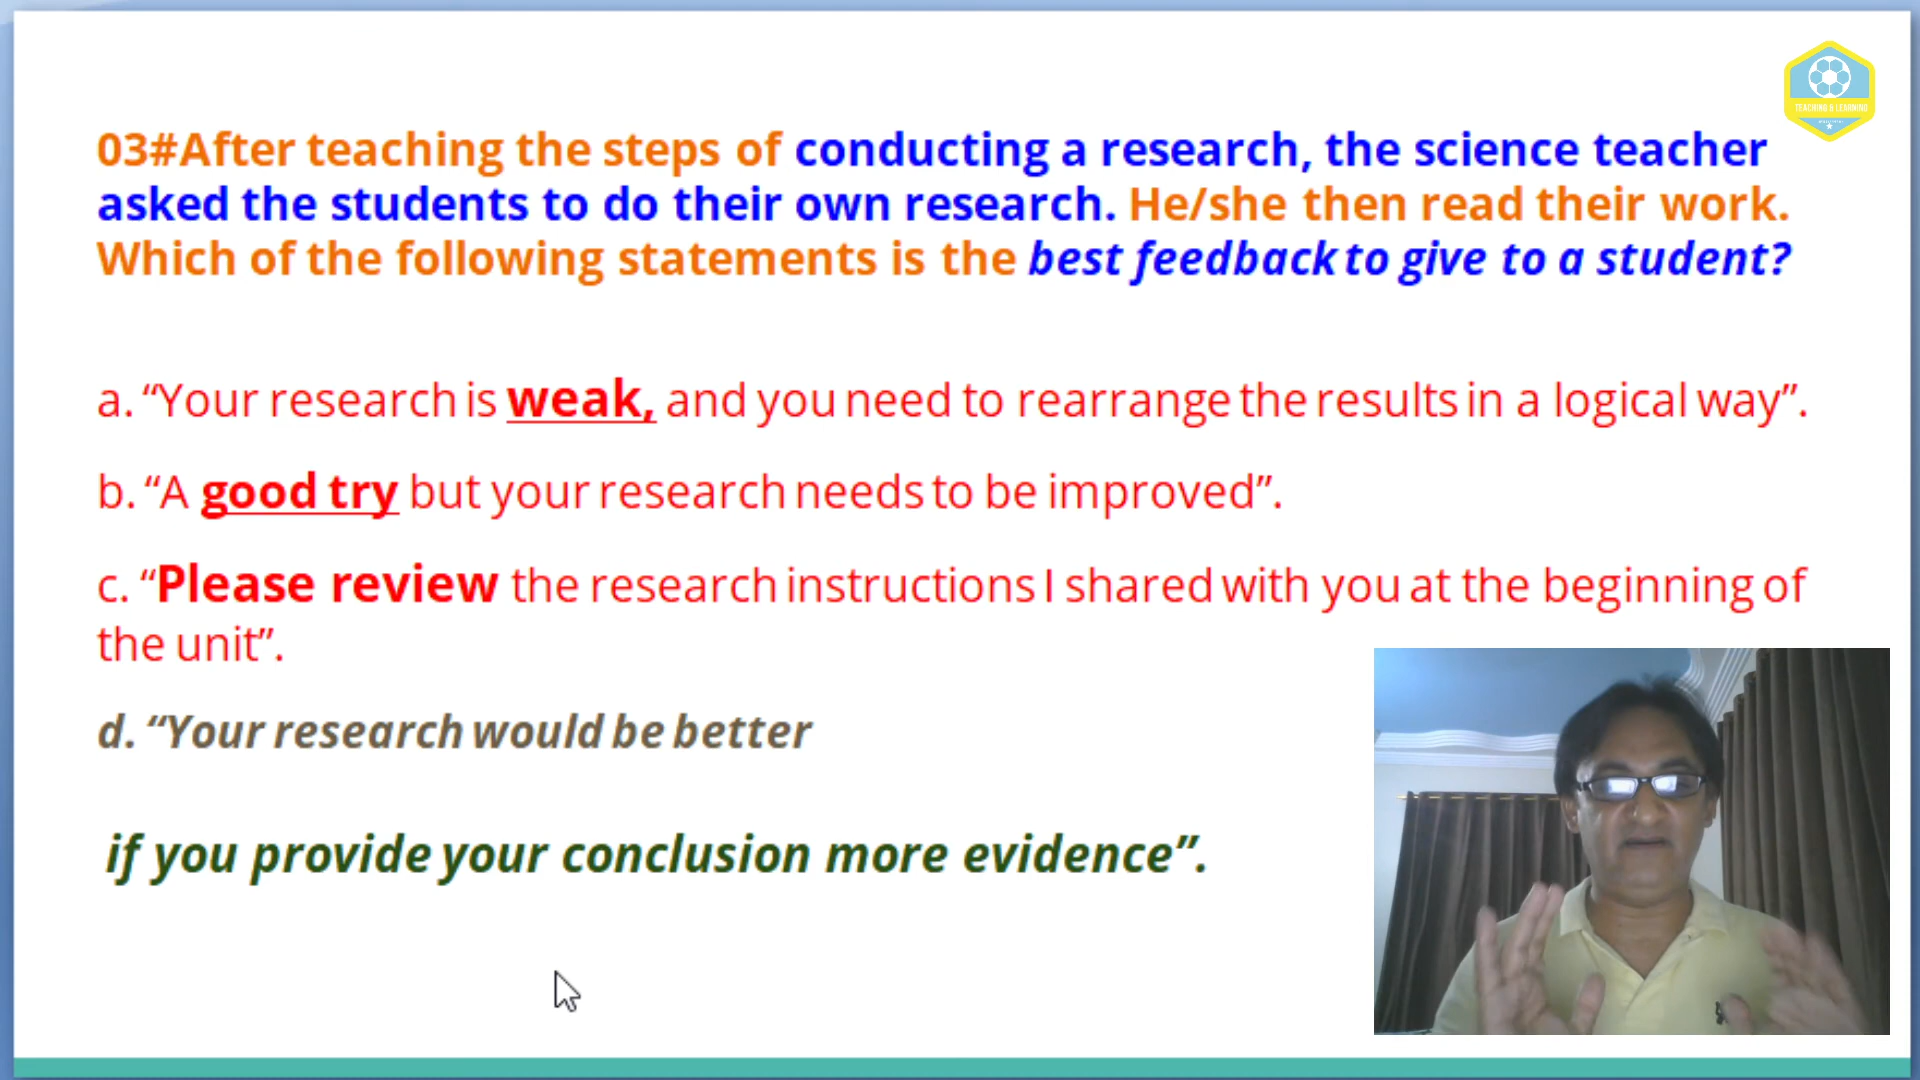 TEACHING & LEARNING
03#After teaching the steps of conducting a research, the science teacher
asked the students to do their own research. He/she then read their work.
Which of the following statements is the best feedback to give to a student?
a. “Your research is weak, and you need to rearrange the results in a logical way”.
b. “A good try but your research needs to be improved”.
c. “Please review the research instructions I shared with you at the beginning of
the unit”.
d. “Your research would be better
if you provide your conclusion more evidence”.